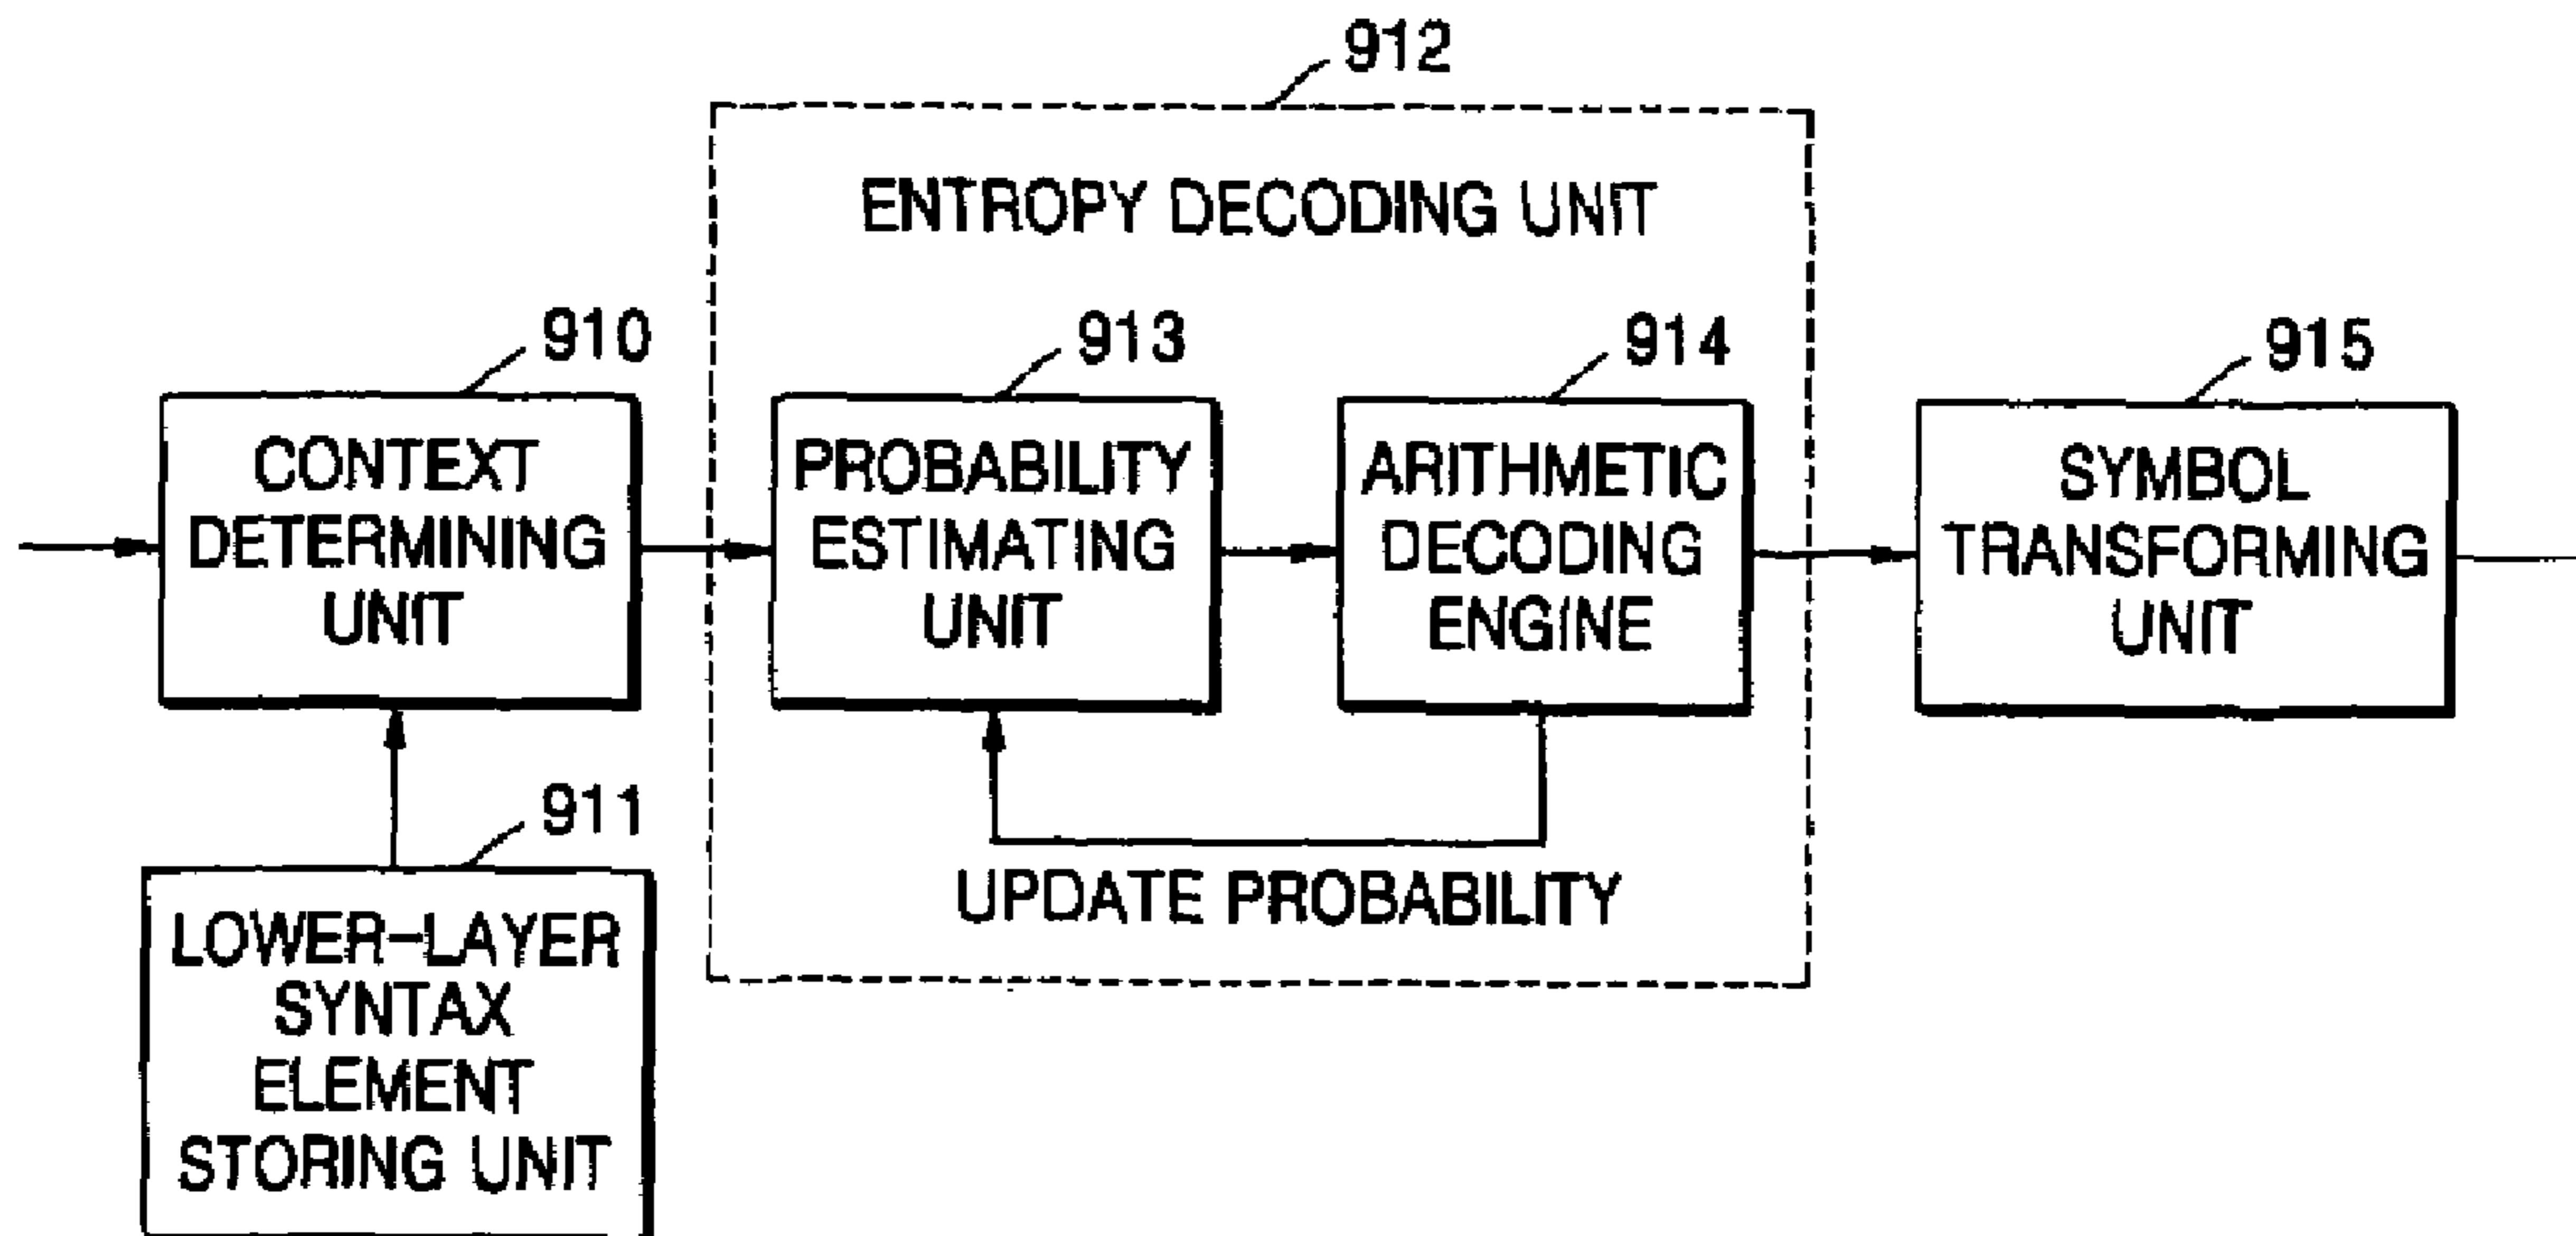 912
ENTROPY DECODING UNIT
910
913
914
915
CONTEXT
DETERMINING
UNIT
PROBABILITY
ESTIMATING
UNIT
ARITHMETIC
DECODING
ENGINE
SYMBOL
TRANSFORMING
UNIT
911
LOWER-LAYER
SYNTAX
ELEMENT
STORING UNIT
UPDATE PROBABILITY